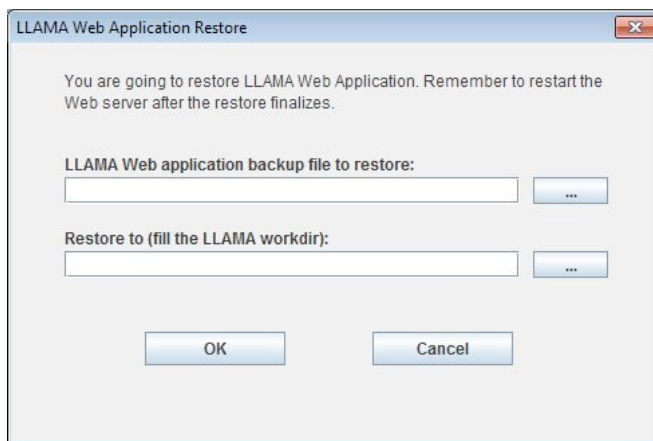 LLAMA Web Application Restore
You are going to restore LLAMA Web Application. Remember to restart the
Web server after the restore finalizes.
LLAMA Web application backup file to restore:
...
Restore to (fill the LLAMA workdir):
...
OK Cancel